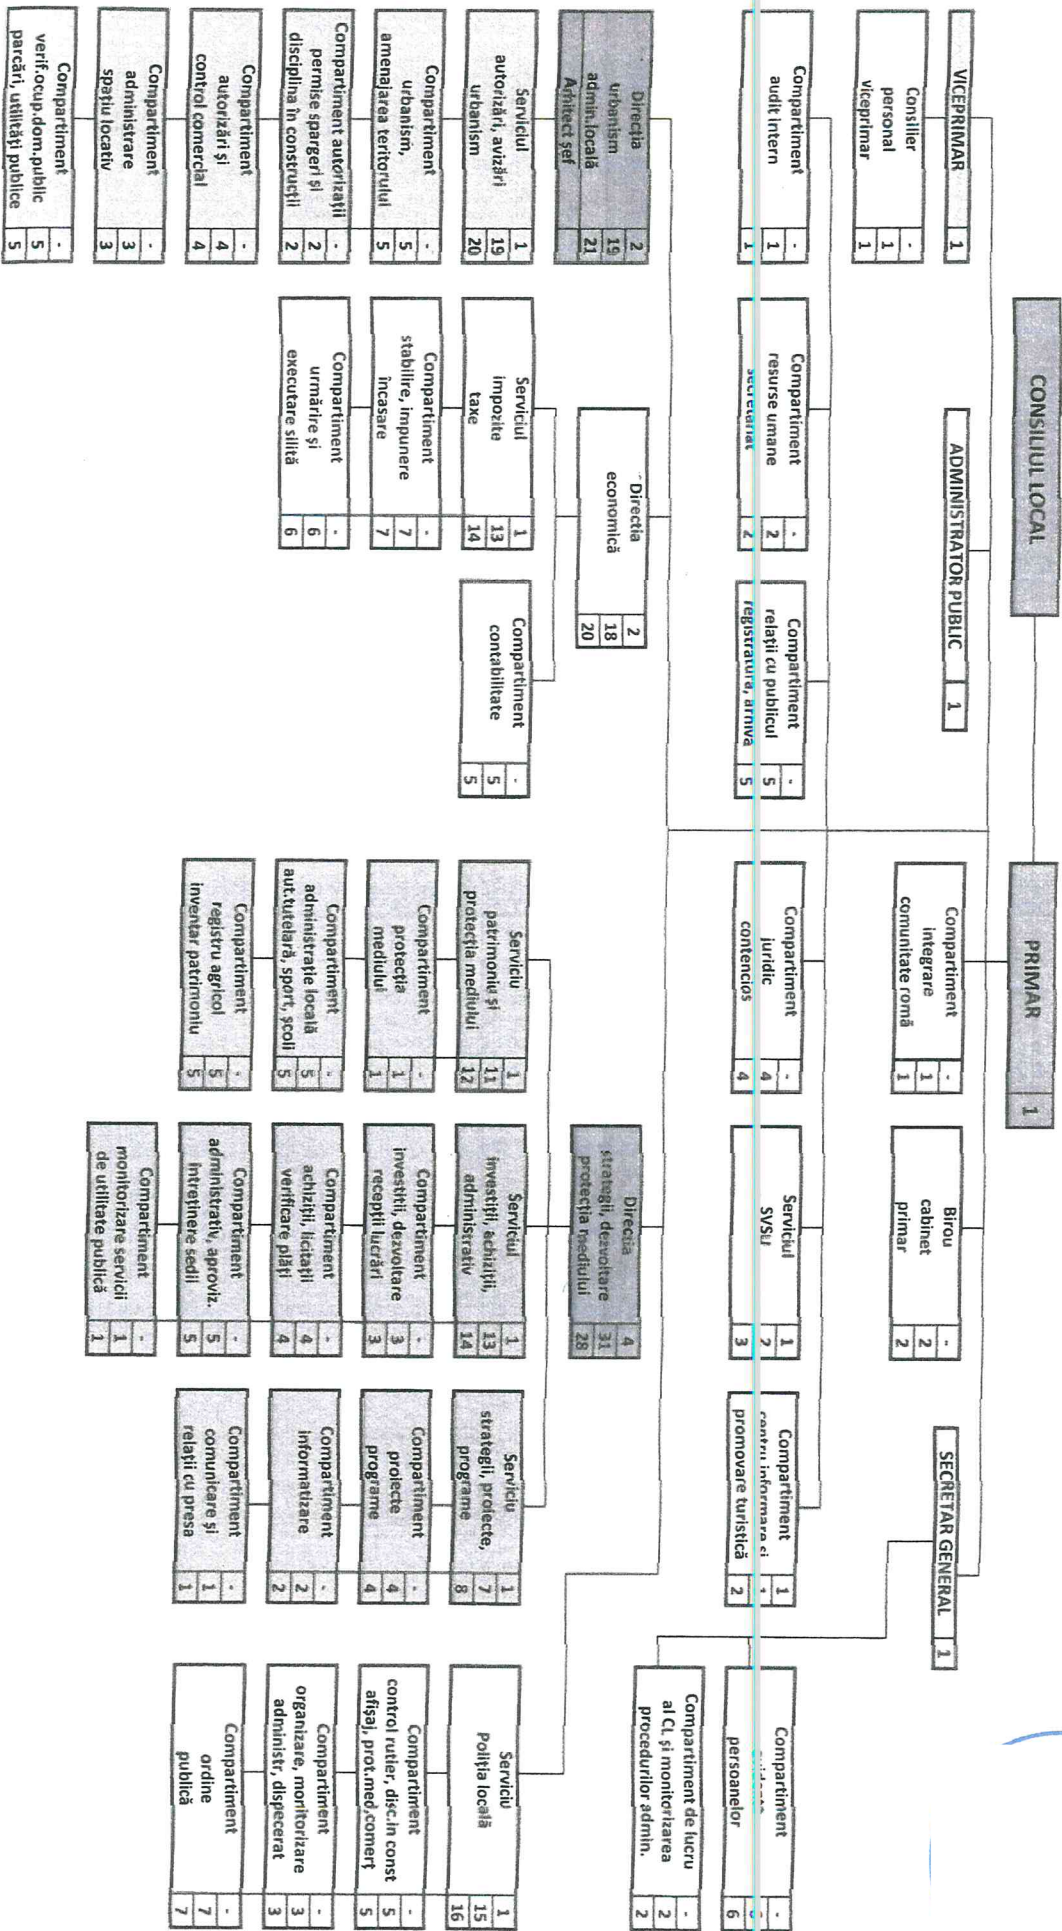 CONSILIUL LOCAL
PRIMAR
1
VICEPRIMAR
1
ADMINISTRATOR PUBLIC
1
SECRETAR GENERAL
1
Consilier
personal
viceprimar
-
1
1
Compartiment
integrare
comunitate romă
-
1
1
Birou
cabinet
primar
-
2
2
Compartiment
audit intern
-
1
1
Compartiment
resurse umane
secretariat
-
2
2
Compartiment
relații cu publicul
registratura, arhiva
-
5
5
Compartiment
juridic
contencios
-
4
4
Serviciul
SVSU
1
2
3
Compartiment
centru informare și
promovare turistică
1
1
2
Compartiment
persoanelor
-
6
Compartiment de lucru
al CL și monitorizarea
procedurilor admin.
-
2
2
Direcția
urbanism
admin.locală
Arhitect șef
2
19
21
Direcția
economică
2
18
20
Direcția
strategii, dezvoltare
protecția mediului
4
31
28
Serviciul
autorizări, avizări
urbanism
1
19
20
Compartiment
urbanism,
amenajarea teritorului
-
5
5
Compartiment autorizații
permise spargeri și
disciplina în construcții
-
2
2
Compartiment
autorizări și
control comercial
-
4
4
Compartiment
administrare
spațiu locativ
-
3
3
Compartiment
verif.ocup.dom.public
parcări, utilități publice
-
5
5
Serviciul
impozite
taxe
1
13
14
Compartiment
stabilire, impunere
încasare
-
7
7
Compartiment
urmărire și
executare silită
-
6
6
Compartiment
contabilitate
-
5
5
Serviciu
patrimoniu și
protecția mediului
1
11
12
Compartiment
protecția
mediului
-
1
1
Compartiment
administrație locală
aut.tutelară, sport, școli
-
5
5
Compartiment
registru agricol
inventar patrimoniu
-
5
5
Serviciul
investiții, achiziții,
administrativ
1
13
14
Compartiment
investitii, dezvoltare
recepții lucrări
-
3
3
Compartiment
achiziții, licitații
verificare plăți
-
4
4
Compartiment
administrativ, aproviz.
întreținere sedii
-
5
5
Compartiment
monitorizare servicii
de utilitate publică
-
1
1
Serviciu
strategii, proiecte,
programe
1
7
8
Compartiment
proiecte
programe
-
4
4
Compartiment
informatizare
-
2
2
Compartiment
comunicare și
relații cu presa
-
1
1
Serviciu
Poliția locală
1
15
16
Compartiment
control rutier, disc.in const
afișaj, prot.med,comerț
-
5
5
Compartiment
organizare, monitorizare
administr, dispecerat
-
3
3
Compartiment
ordine
publică
-
7
7